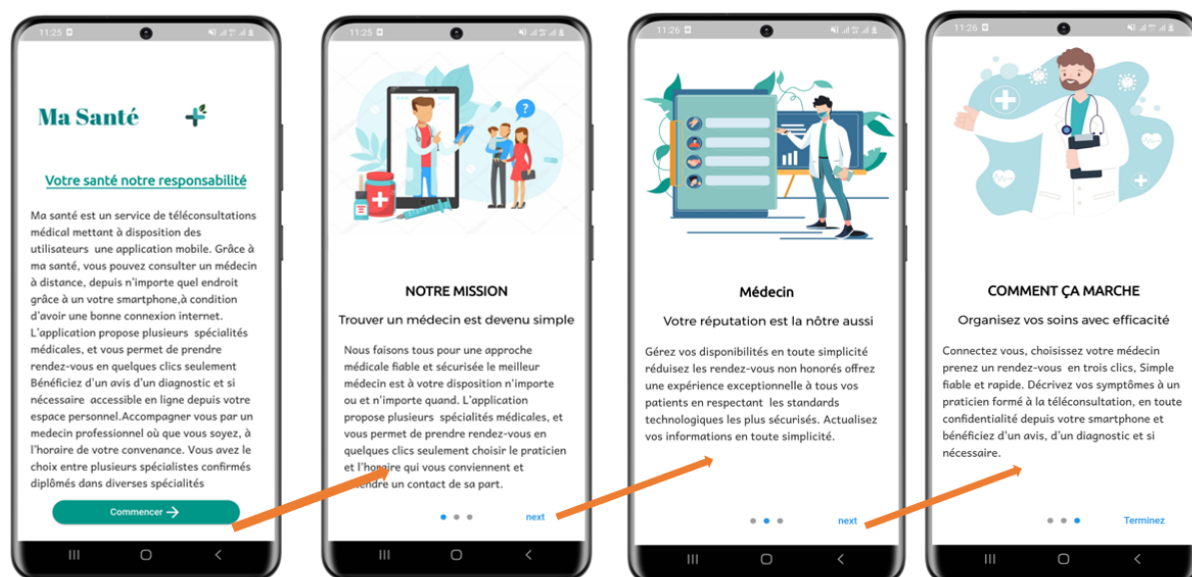 11:25
Ma Santé
Votre santé notre responsabilité
Ma santé est un service de téléconsultations
médical mettant à disposition des
utilisateurs une application mobile. Grâce à
ma santé, vous pouvez consulter un médecin
à distance, depuis n'importe quel endroit
grâce à un votre smartphone,à condition
d'avoir une bonne connexion internet.
L'application propose plusieurs spécialités
médicales, et vous permet de prendre
rendez-vous en quelques clics seulement
Bénéficiez d'un avis d'un diagnostic et si
nécessaire accessible en ligne depuis votre
espace personnel.Accompagner vous par un
medecin professionnel où que vous soyez, à
l'horaire de votre convenance. Vous avez le
choix entre plusieurs spécialistes confirmés
diplômés dans diverses spécialités
Commencer →
11:25
?
NOTRE MISSION
Trouver un médecin est devenu simple
Nous faisons tous pour une approche
médicale fiable et sécurisée le meilleur
médecin est à votre disposition n'importe
ou et n'importe quand. L'application
propose plusieurs spécialités médicales, et
vous permet de prendre rendez-vous en
quelques clics seulement choisir le praticien
et l'horaire qui vous conviennent et
un contact de sa part.
next
11:26
Médecin
Votre réputation est la nôtre aussi
Gérez vos disponibilités en toute simplicité
réduisez les rendez-vous non honorés offrez
une expérience exceptionnelle à tous vos
patients en respectant les standards
technologiques les plus sécurisés. Actualisez
vos informations en toute simplicité.
next
11:26
COMMENT ÇA MARCHE
Organisez vos soins avec efficacité
Connectez vous, choisissez votre médecin
prenez un rendez-vous en trois clics, Simple
fiable et rapide. Décrivez vos symptômes à un
praticien formé à la téléconsultation, en toute
confidentialité depuis votre smartphone et
bénéficiez d'un avis, d'un diagnostic et si
nécessaire.
Terminez